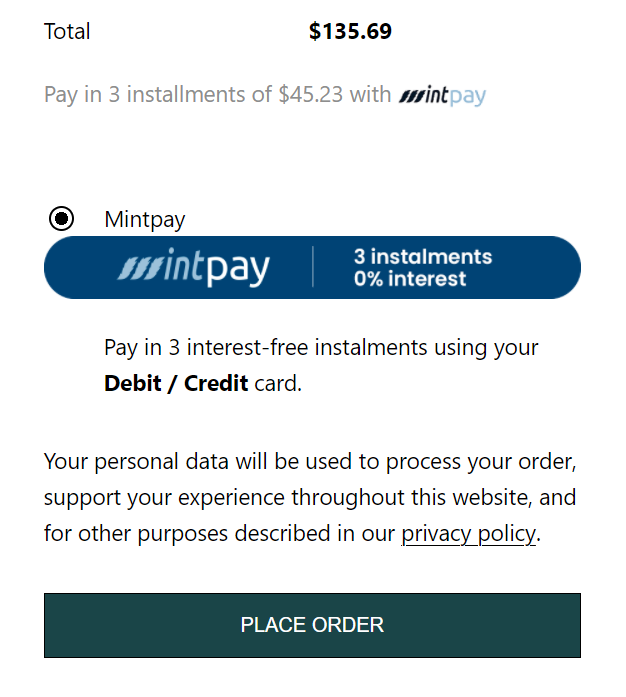 Total $135.69
Pay in 3 installments of $45.23 with mintpay
Mintpay
mintpay 3 instalments
0% interest
Pay in 3 interest-free instalments using your
Debit / Credit card.
Your personal data will be used to process your order,
support your experience throughout this website, and
for other purposes described in our privacy policy.
PLACE ORDER